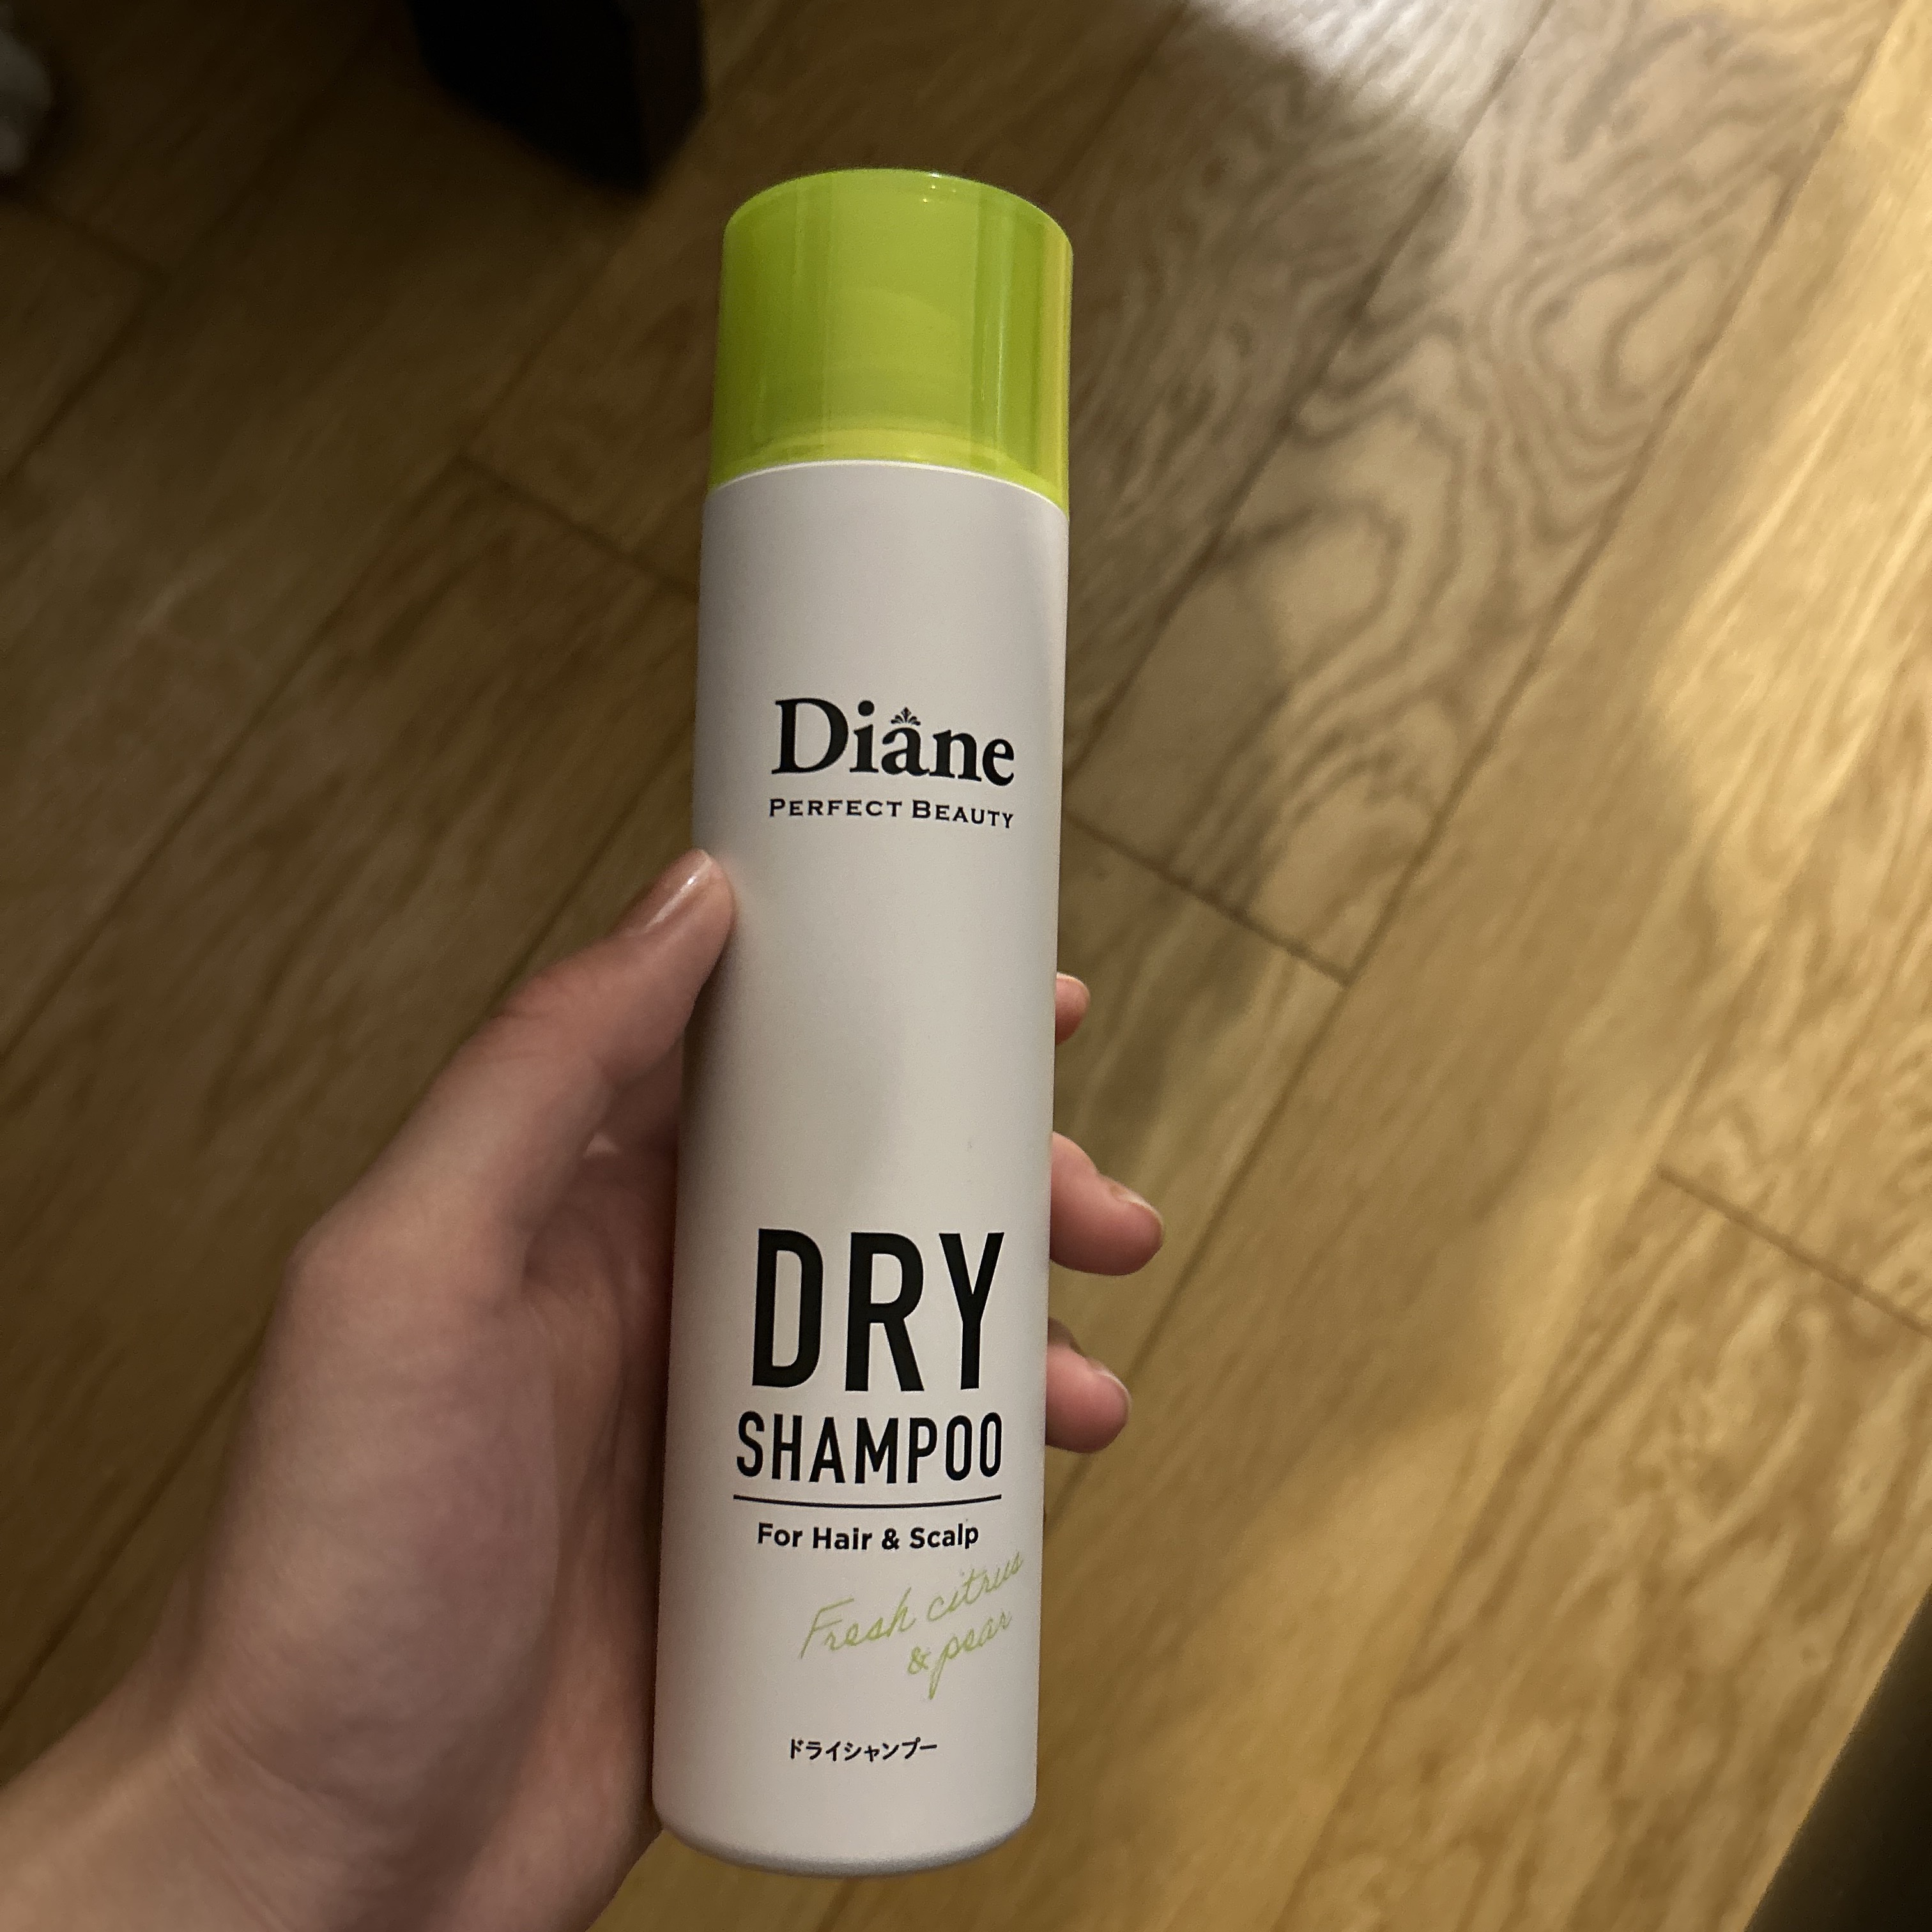 Diane
PERFECT BEAUTY
DRY
SHAMPOO
For Hair & Scalp
Fresh citrus
& pear
ドライシャンプー